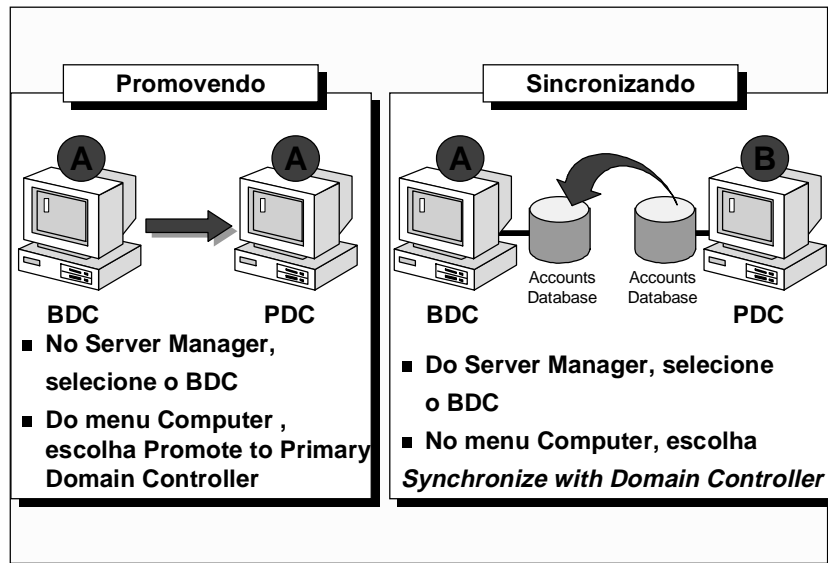 Promovendo
A
A
BDC
PDC
■ No Server Manager,
selecione o BDC
■ Do menu Computer ,
escolha Promote to Primary
Domain Controller
Sincronizando
A
B
Accounts
Database
Accounts
Database
BDC
PDC
■ Do Server Manager, selecione
o BDC
■ No menu Computer, escolha
Synchronize with Domain Controller